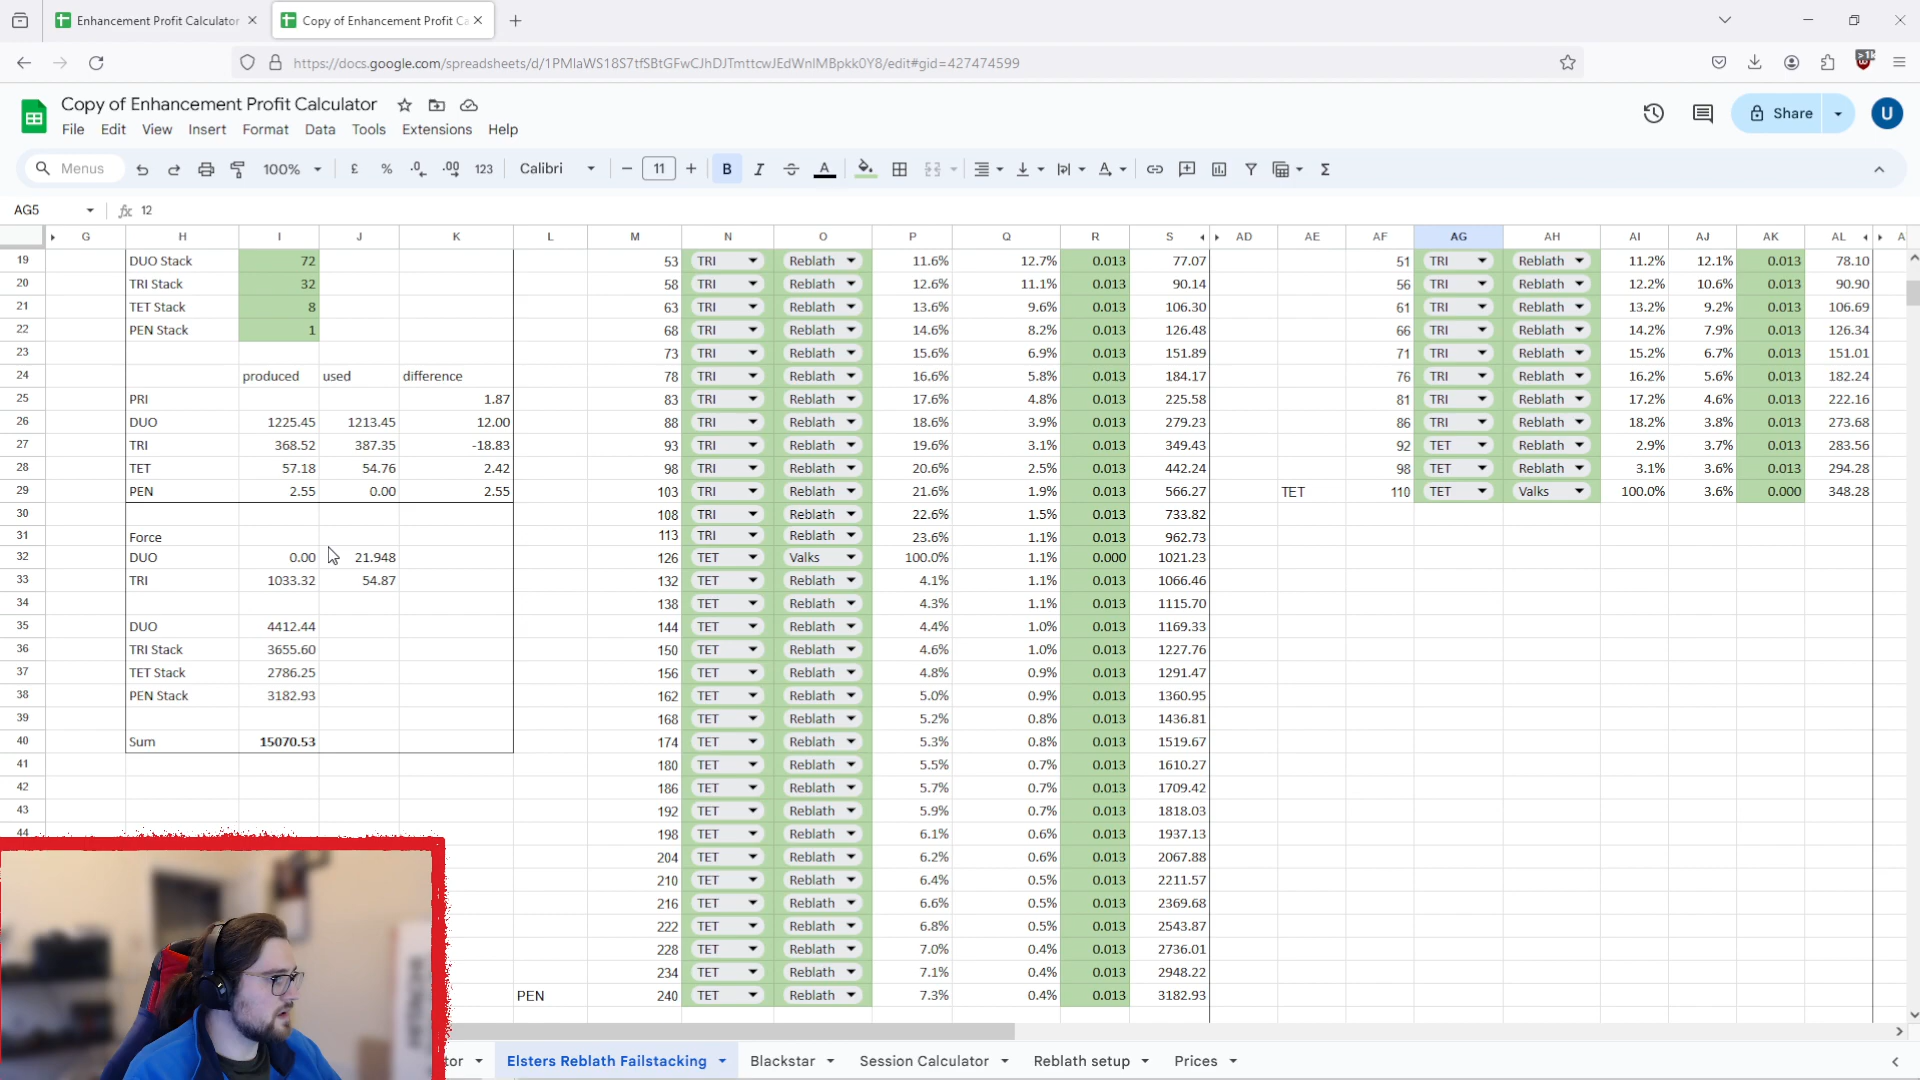 Enhancement Profit Calculator
Copy of Enhancement Profit Ca
https://docs.google.com/spreadsheets/d/1PMIaWS18S7tfSBtGFwCJhDJTmttcwJEdWnIMBpkk0Y8/edit#gid=427474599
Copy of Enhancement Profit Calculator
File Edit View Insert Format Data Tools Extensions Help
Share
U
Menus 100% £ % .0 .00 123 Calibri 11 B I A
AG5 fx 12
G H I J K L M N O P Q R S AD AE AF AG AH AI AJ AK AL
19 DUO Stack 72 53 TRI Reblath 11.6% 12.7% 0.013 77.07 51 TRI Reblath 11.2% 12.1% 0.013 78.10
20 TRI Stack 32 58 TRI Reblath 12.6% 11.1% 0.013 90.14 56 TRI Reblath 12.2% 10.6% 0.013 90.90
21 TET Stack 8 63 TRI Reblath 13.6% 9.6% 0.013 106.30 61 TRI Reblath 13.2% 9.2% 0.013 106.69
22 PEN Stack 1 68 TRI Reblath 14.6% 8.2% 0.013 126.48 66 TRI Reblath 14.2% 7.9% 0.013 126.34
23 73 TRI Reblath 15.6% 6.9% 0.013 151.89 71 TRI Reblath 15.2% 6.7% 0.013 151.01
24 produced used difference 78 TRI Reblath 16.6% 5.8% 0.013 184.17 76 TRI Reblath 16.2% 5.6% 0.013 182.24
25 PRI 1.87 83 TRI Reblath 17.6% 4.8% 0.013 225.58 81 TRI Reblath 17.2% 4.6% 0.013 222.16
26 DUO 1225.45 1213.45 12.00 88 TRI Reblath 18.6% 3.9% 0.013 279.23 86 TRI Reblath 18.2% 3.8% 0.013 273.68
27 TRI 368.52 387.35 -18.83 93 TRI Reblath 19.6% 3.1% 0.013 349.43 92 TET Reblath 2.9% 3.7% 0.013 283.56
28 TET 57.18 54.76 2.42 98 TRI Reblath 20.6% 2.5% 0.013 442.24 98 TET Reblath 3.1% 3.6% 0.013 294.28
29 PEN 2.55 0.00 2.55 103 TRI Reblath 21.6% 1.9% 0.013 566.27 TET 110 TET Valks 100.0% 3.6% 0.000 348.28
30 108 TRI Reblath 22.6% 1.5% 0.013 733.82
31 Force 113 TRI Reblath 23.6% 1.1% 0.013 962.73
32 DUO 0.00 21.948 126 TET Valks 100.0% 1.1% 0.000 1021.23
33 TRI 1033.32 54.87 132 TET Reblath 4.1% 1.1% 0.013 1066.46
34 138 TET Reblath 4.3% 1.1% 0.013 1115.70
35 DUO 4412.44 144 TET Reblath 4.4% 1.0% 0.013 1169.33
36 TRI Stack 3655.60 150 TET Reblath 4.6% 1.0% 0.013 1227.76
37 TET Stack 2786.25 156 TET Reblath 4.8% 0.9% 0.013 1291.47
38 PEN Stack 3182.93 162 TET Reblath 5.0% 0.9% 0.013 1360.95
39 168 TET Reblath 5.2% 0.8% 0.013 1436.81
40 Sum 15070.53 174 TET Reblath 5.3% 0.8% 0.013 1519.67
41 180 TET Reblath 5.5% 0.7% 0.013 1610.27
42 186 TET Reblath 5.7% 0.7% 0.013 1709.42
43 192 TET Reblath 5.9% 0.7% 0.013 1818.03
44 198 TET Reblath 6.1% 0.6% 0.013 1937.13
204 TET Reblath 6.2% 0.6% 0.013 2067.88
210 TET Reblath 6.4% 0.5% 0.013 2211.57
216 TET Reblath 6.6% 0.5% 0.013 2369.68
222 TET Reblath 6.8% 0.5% 0.013 2543.87
228 TET Reblath 7.0% 0.4% 0.013 2736.01
234 TET Reblath 7.1% 0.4% 0.013 2948.22
PEN 240 TET Reblath 7.3% 0.4% 0.013 3182.93
tor Elsters Reblath Failstacking Blackstar Session Calculator Reblath setup Prices